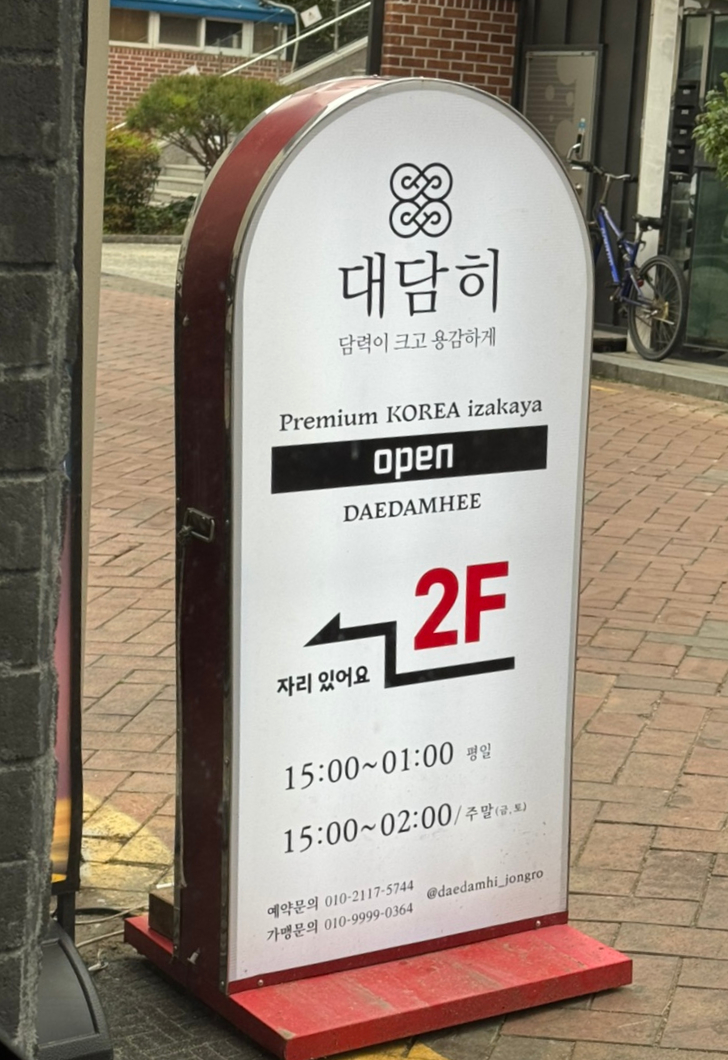 대담히
담력이 크고 용감하게
Premium KOREA izakaya
open
DAEDAMHEE
2F
자리 있어요
15:00~01:00 평일
15:00~02:00/주말(금,토)
예약문의 010-2117-5744 @daedamhi_jongro
가맹문의 010-9999-0364